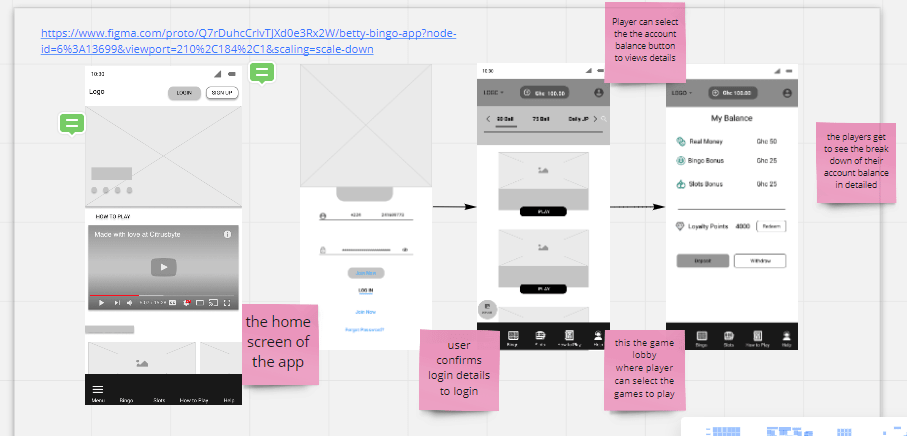 https://www.figma.com/proto/Q7rDuhcCrIvTJXd0e3Rx2W/betty-bingo-app?node-
id=6%3A13699&viewport=210%2C184%2C1&scaling=scale-down
Player can select
the the account
balance button
to views details
10:30
Logo
LOGIN
SIGN UP
HOW TO PLAY
Made with love at Citrusbyte
Menu
Bingo
Slots
How to Play
Help
the home
screen of
the app
Join Now
LOG IN
Join Now
Forgot Password?
user
confirms
login details
to login
10:30
LOGO
Ghc 100.00
75 Ball
Daily JP
PLAY
PLAY
Bingo
Slots
How to Play
Help
this the game
lobby
where player
can select the
games to play
LOGO
Ghc 100.00
My Balance
Real Money Ghc 50
Bingo Bonus Ghc 25
Slots Bonus Ghc 25
Loyalty Points 4000 Redeem
Deposit
Withdraw
Bingo
Slots
How to Play
Help
the players get
to see the break
down of their
account balance
in detailed